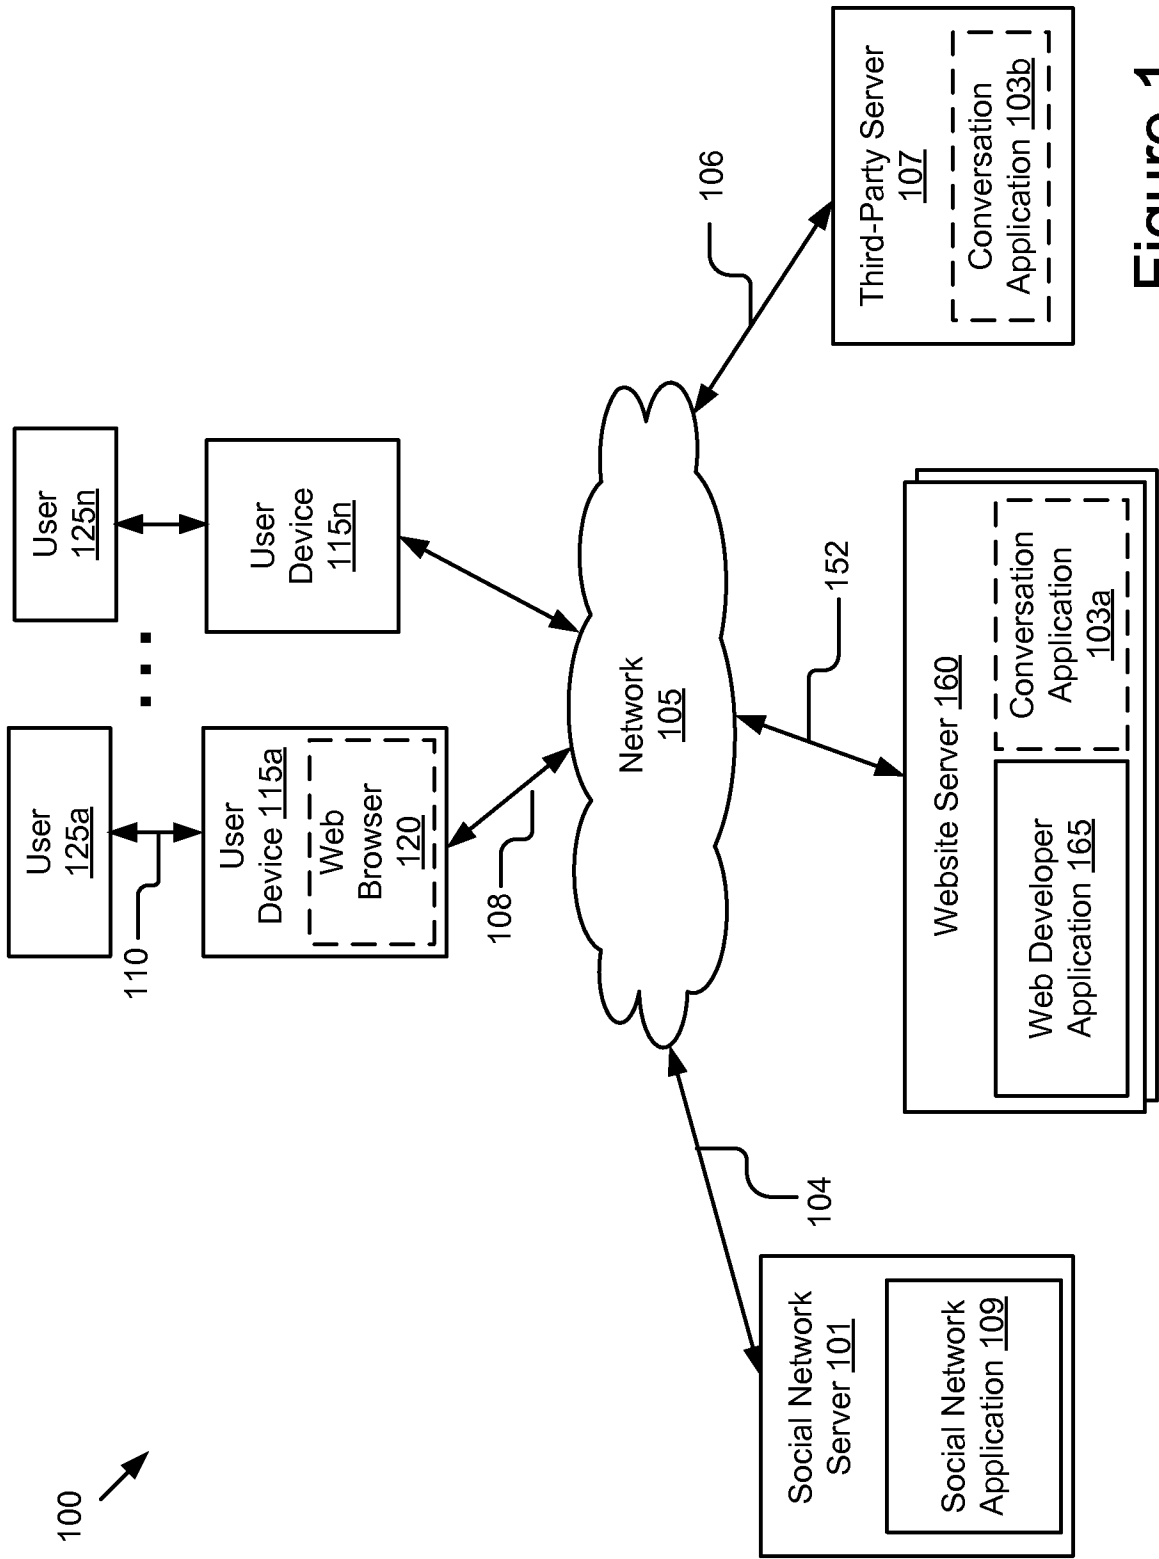 100
User
125a
110
User
Device 115a
Web
Browser
120
108
User
125n
User
Device
115n
Network
105
104
152
106
Social Network
Server 101
Social Network
Application 109
Website Server 160
Web Developer
Application 165
Conversation
Application
103a
Third-Party Server
107
Conversation
Application 103b
Figure 1